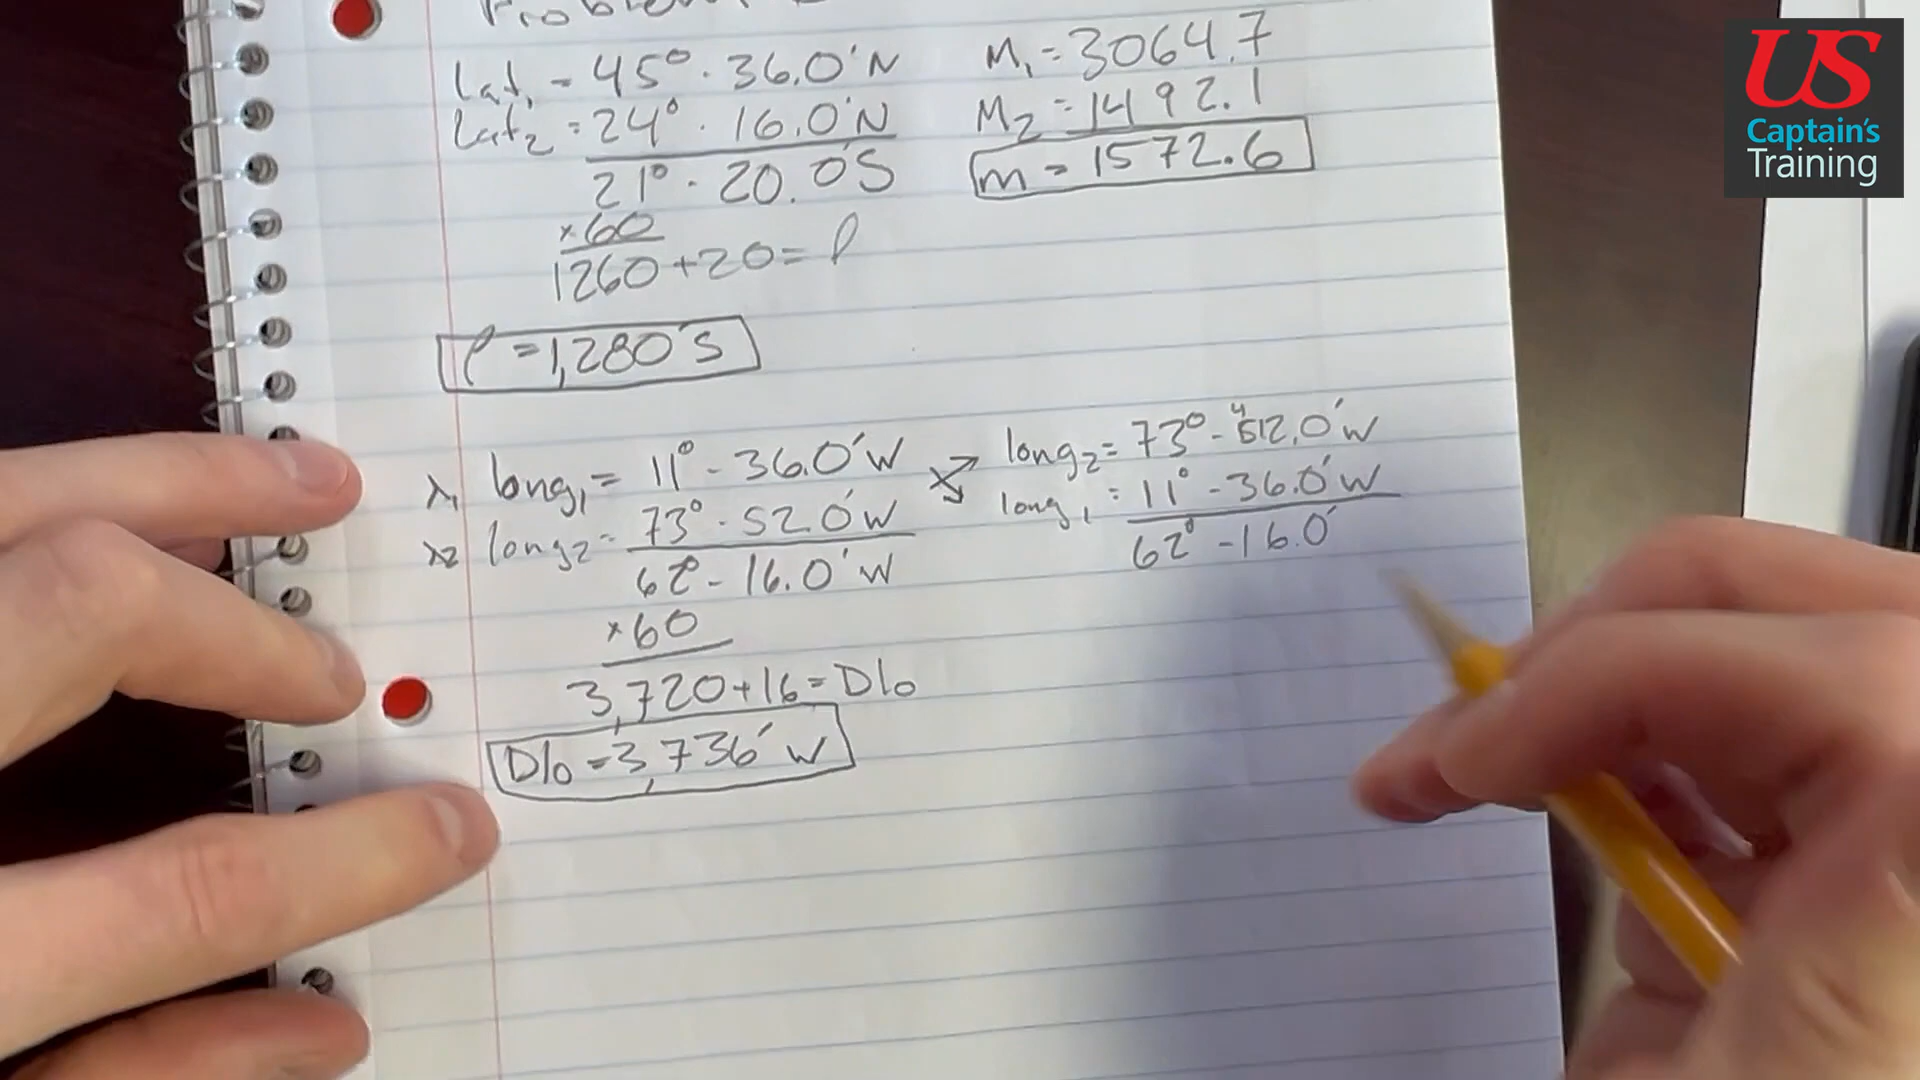 Problem
Lat₁ = 45° · 36.0'N
Lat₂ = 24° · 16.0'N
21° · 20.0'S
×60
1260+20 = l
l = 1,280'S
M₁ = 3064.7
M₂ = 1492.1
m = 1572.6
λ₁ long₁ = 11° - 36.0'W
λ₂ long₂ = 73° · 52.0'W
62° - 16.0'W
×60
3,720+16 = Dlo
Dlo = 3,736'W
long₂ = 73° - 52.0'W
long₁ = 11° - 36.0'W
62° - 16.0'
US
Captain's
Training